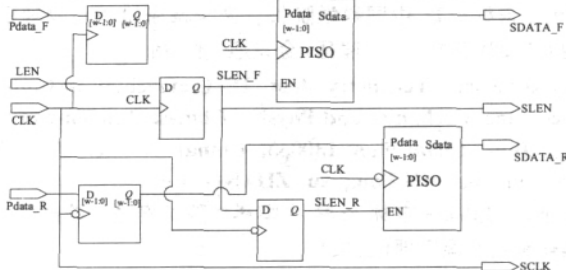 Pdata_F
D Q
[w-1:0] [w-1:0]
Pdata Sdata
[w-1:0]
SDATA_F
CLK
PISO
LEN
SLEN_F
EN
D Q
CLK
CLK
SLEN
Pdata Sdata
[w-1:0]
SDATA_R
CLK
PISO
D Q
[w-1:0] [w-1:0]
Pdata_R
D Q
SLEN_R
EN
SCLK